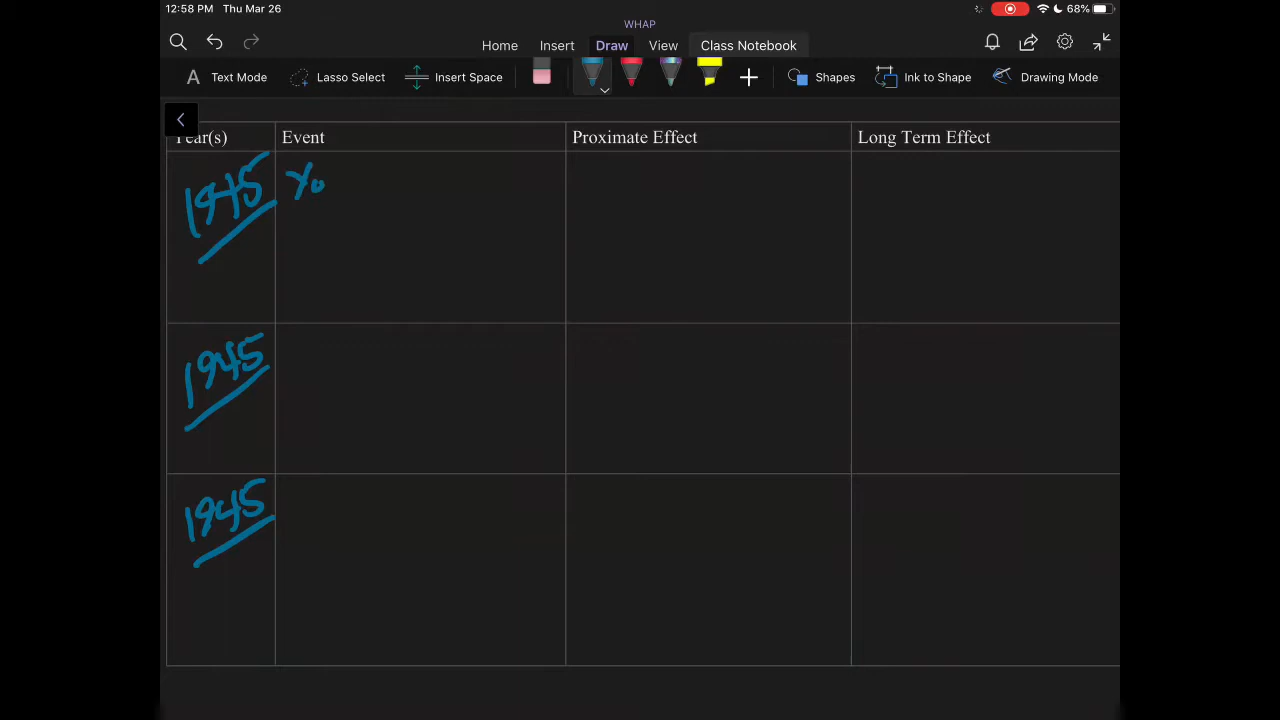 12:58 PM Thu Mar 26 68%
WHAP
Home Insert Draw View Class Notebook
A Text Mode Lasso Select Insert Space Shapes Ink to Shape Drawing Mode
Year(s) Event Proximate Effect Long Term Effect
1945 Yo
1945
1945